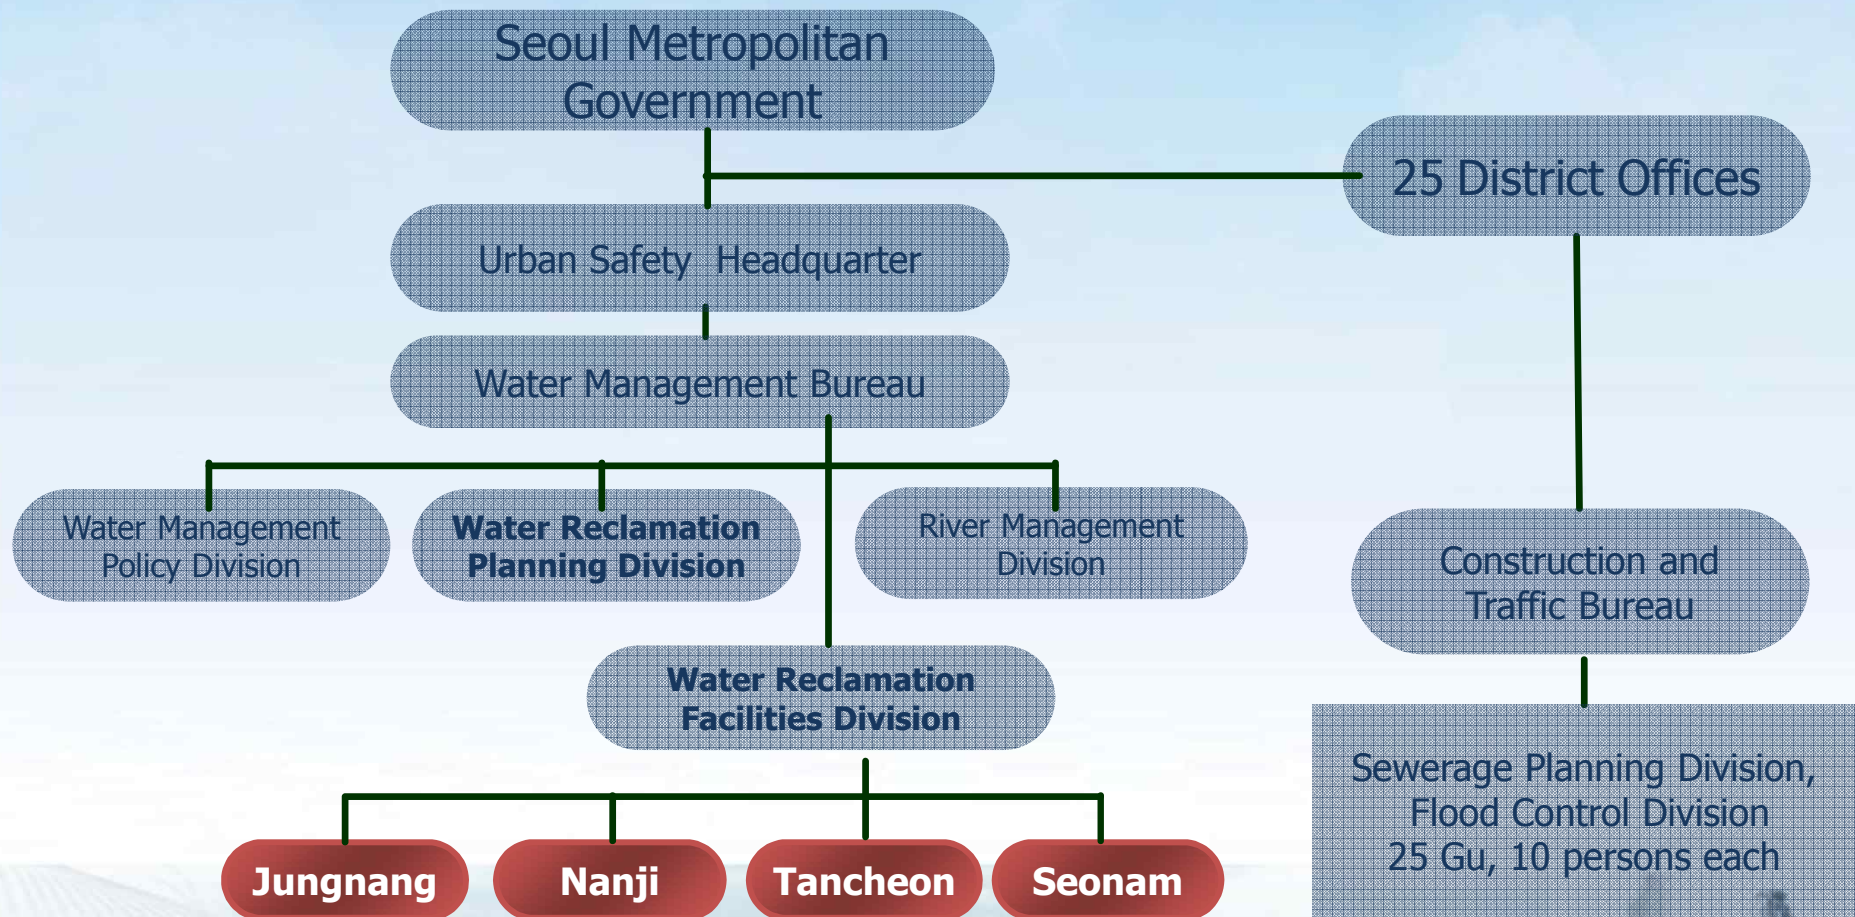 Seoul Metropolitan
Government
25 District Offices
Urban Safety Headquarter
Water Management Bureau
Water Management
Policy Division
Water Reclamation
Planning Division
River Management
Division
Construction and
Traffic Bureau
Water Reclamation
Facilities Division
Sewerage Planning Division,
Flood Control Division
25 Gu, 10 persons each
Jungnang
Nanji
Tancheon
Seonam